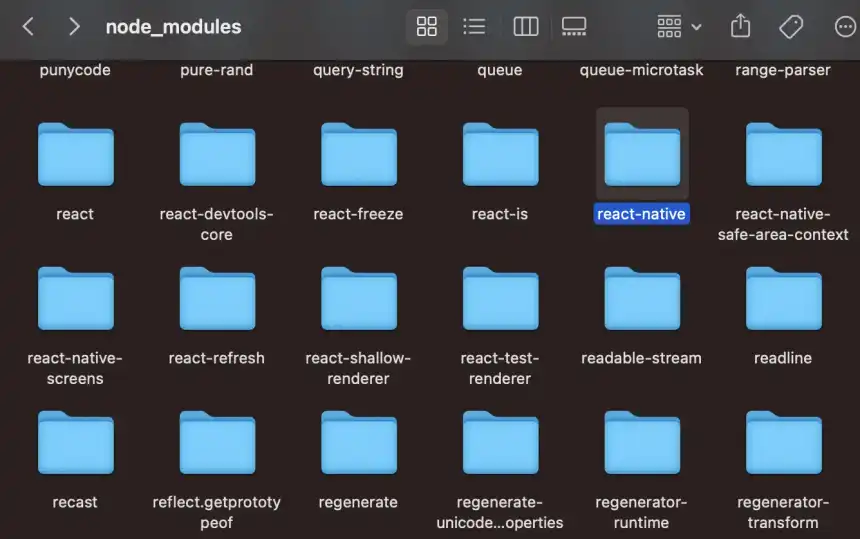 node_modules
punycode
pure-rand
query-string
queue
queue-microtask
range-parser
react
react-devtools-
core
react-freeze
react-is
react-native
react-native-
safe-area-context
react-native-
screens
react-refresh
react-shallow-
renderer
react-test-
renderer
readable-stream
readline
recast
reflect.getprototy
peof
regenerate
regenerate-
unicode...operties
regenerator-
runtime
regenerator-
transform